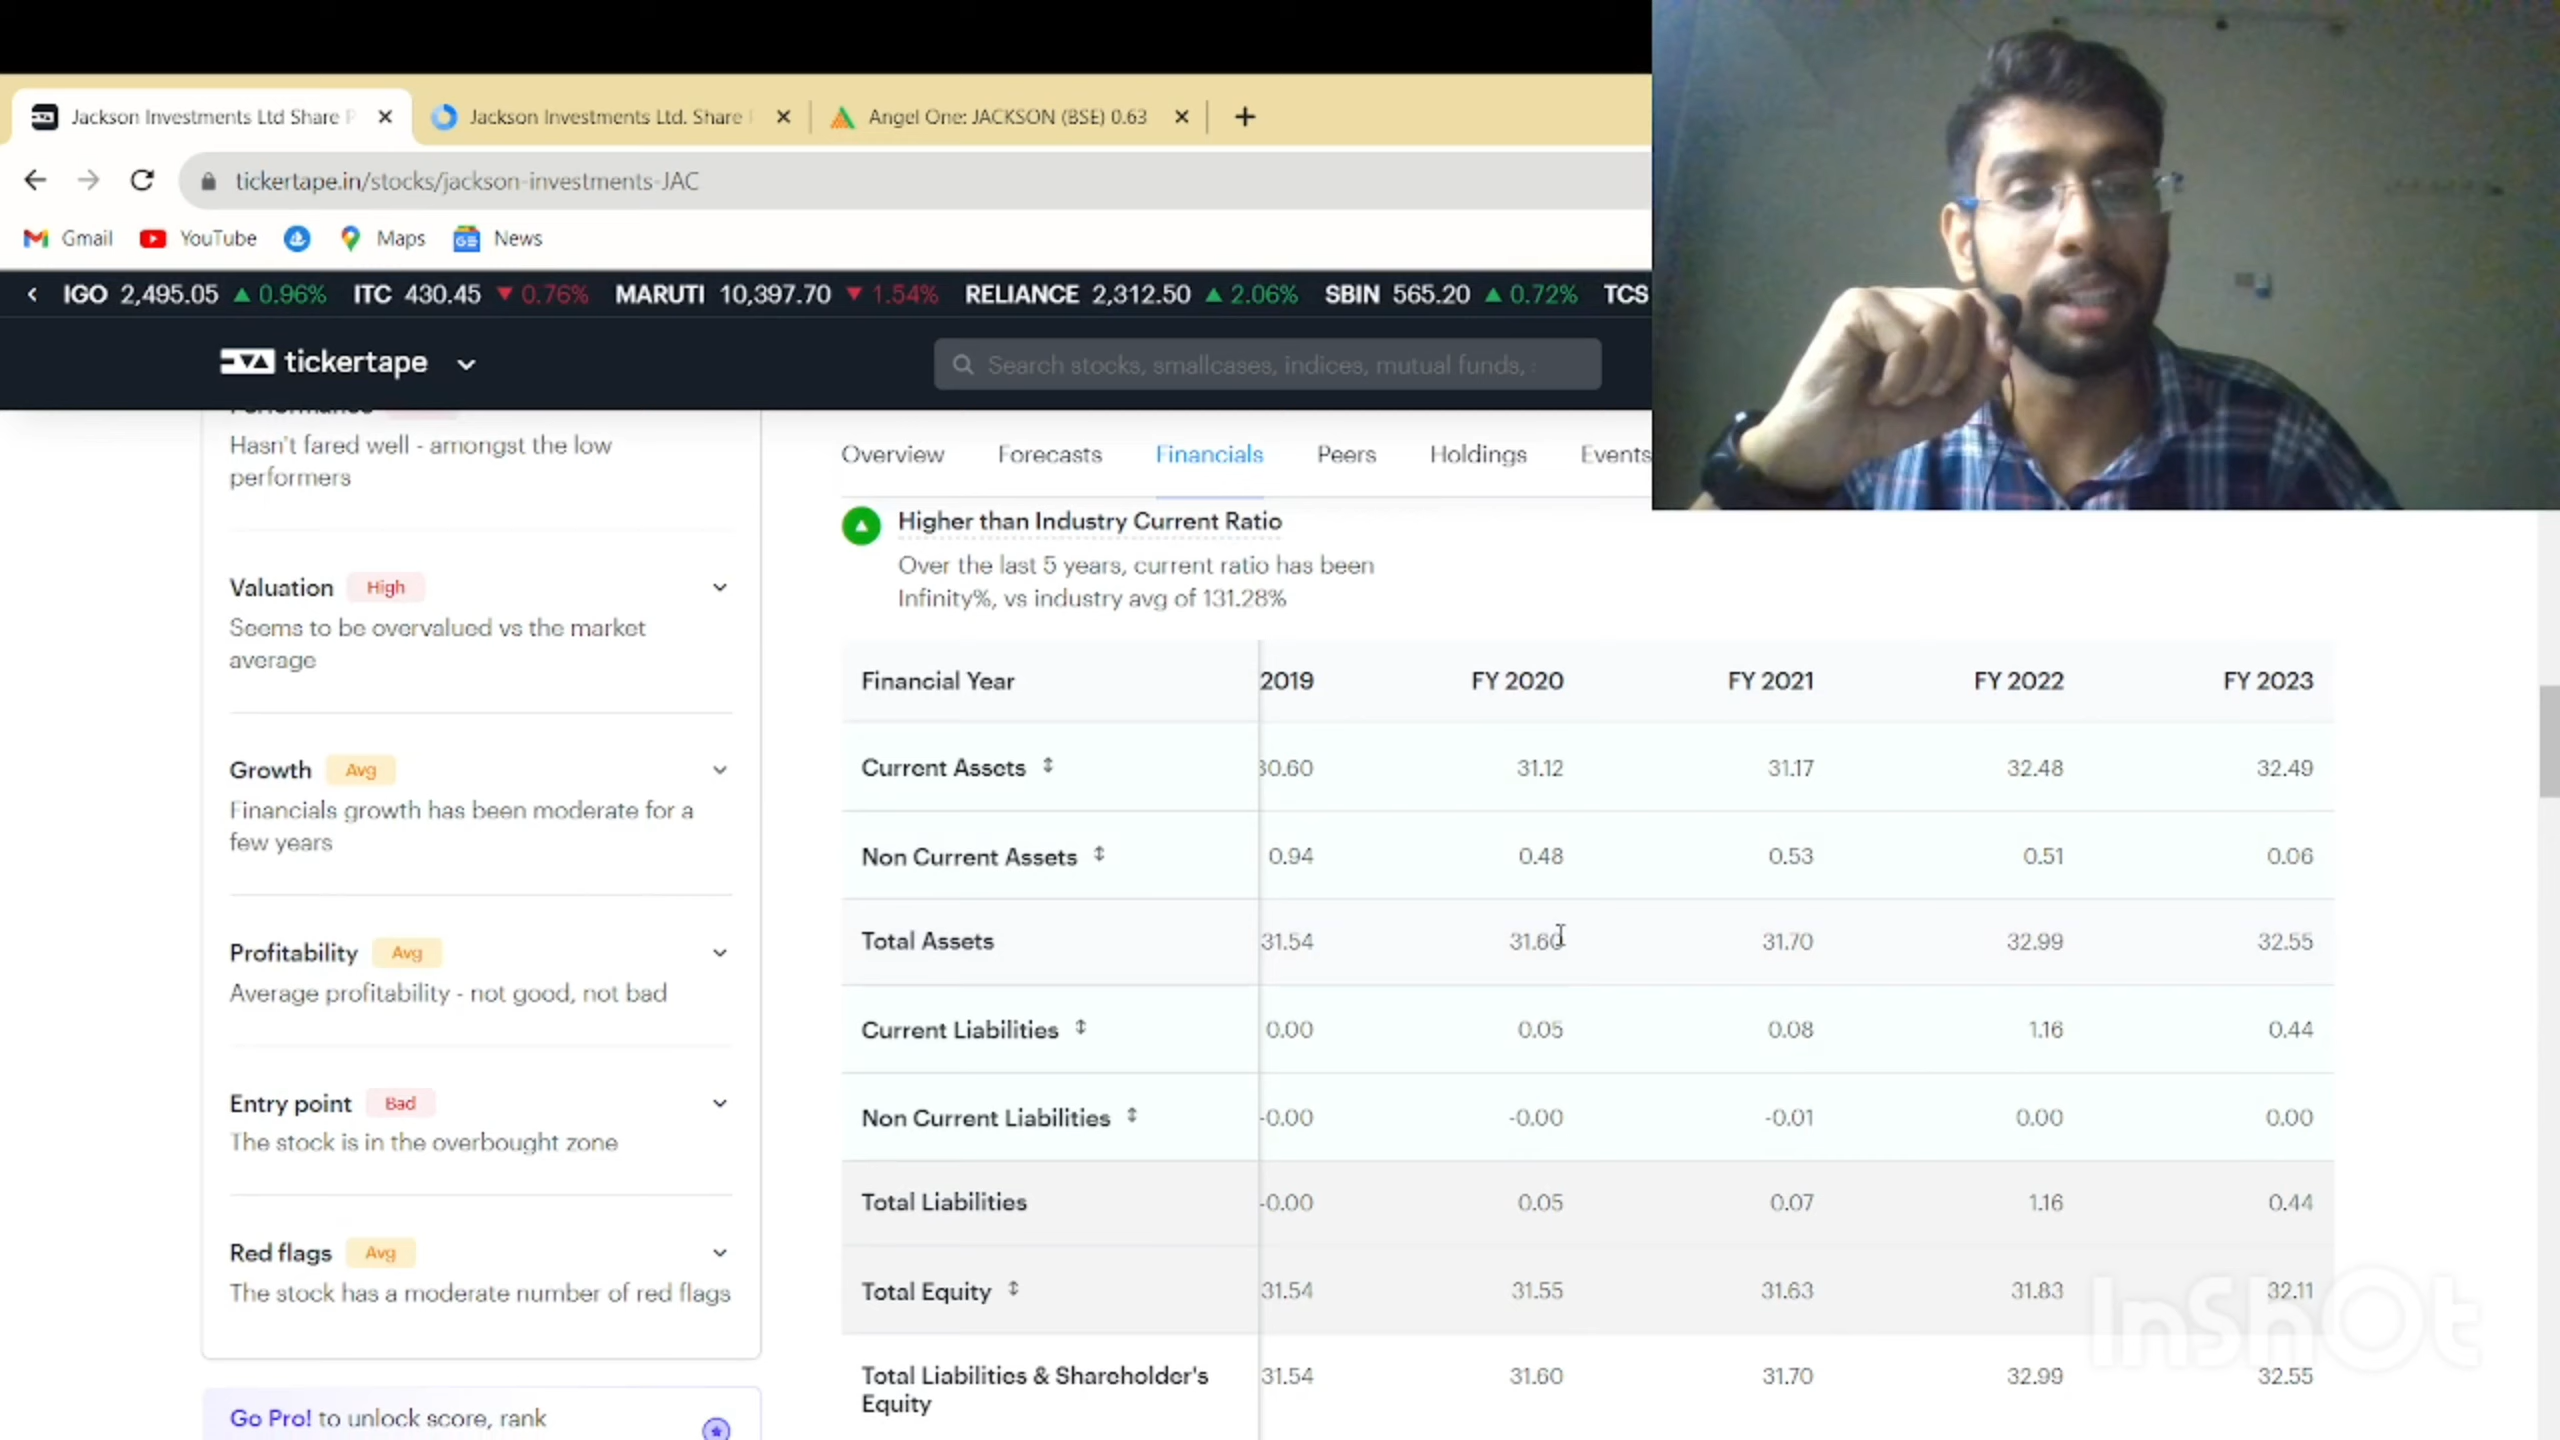 Jackson Investments Ltd Share P
Jackson Investments Ltd. Share
Angel One: JACKSON (BSE) 0.63
tickertape.in/stocks/jackson-investments-JAC
Gmail
YouTube
Maps
News
IGO 2,495.05 ▲ 0.96% ITC 430.45 ▼ 0.76% MARUTI 10,397.70 ▼ 1.54% RELIANCE 2,312.50 ▲ 2.06% SBIN 565.20 ▲ 0.72% TCS
tickertape
Search stocks, smallcases, indices, mutual funds,
Performance
Hasn't fared well - amongst the low
performers
Valuation High
Seems to be overvalued vs the market
average
Growth Avg
Financials growth has been moderate for a
few years
Profitability Avg
Average profitability - not good, not bad
Entry point Bad
The stock is in the overbought zone
Red flags Avg
The stock has a moderate number of red flags
Go Pro! to unlock score, rank
Overview Forecasts Financials Peers Holdings Events
Higher than Industry Current Ratio
Over the last 5 years, current ratio has been
Infinity%, vs industry avg of 131.28%
Financial Year 2019 FY 2020 FY 2021 FY 2022 FY 2023
Current Assets 30.60 31.12 31.17 32.48 32.49
Non Current Assets 0.94 0.48 0.53 0.51 0.06
Total Assets 31.54 31.60 31.70 32.99 32.55
Current Liabilities 0.00 0.05 0.08 1.16 0.44
Non Current Liabilities -0.00 -0.00 -0.01 0.00 0.00
Total Liabilities -0.00 0.05 0.07 1.16 0.44
Total Equity 31.54 31.55 31.63 31.83 32.11
Total Liabilities & Shareholder's
Equity 31.54 31.60 31.70 32.99 32.55
InShOt